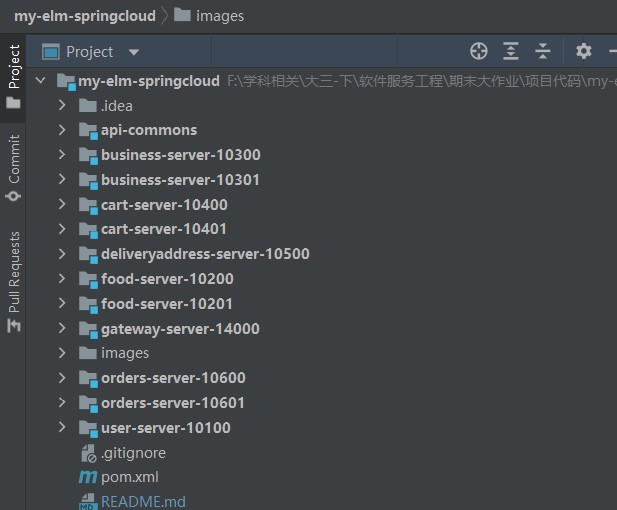 my-elm-springcloud images
Project
my-elm-springcloud F:\学科相关\大三-下\软件服务工程\期末大作业\项目代码\my-e
.idea
api-commons
business-server-10300
business-server-10301
cart-server-10400
cart-server-10401
deliveryaddress-server-10500
food-server-10200
food-server-10201
gateway-server-14000
images
orders-server-10600
orders-server-10601
user-server-10100
.gitignore
pom.xml
README.md
Project
Commit
Pull Requests